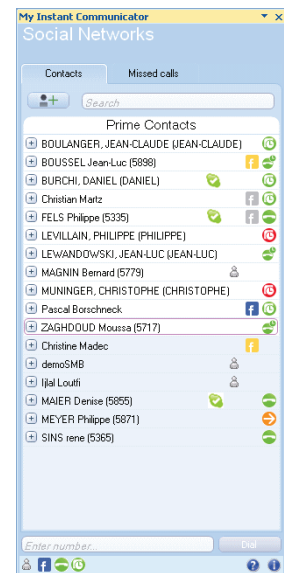 My Instant Communicator
Social Networks
Contacts Missed calls
Search
Prime Contacts
BOULANGER, JEAN-CLAUDE (JEAN-CLAUDE)
BOUSSEL Jean-Luc (5898)
BURCHI, DANIEL (DANIEL)
Christian Martz
FELS Philippe (5335)
LEVILLAIN, PHILIPPE (PHILIPPE)
LEWANDOWSKI, JEAN-LUC (JEAN-LUC)
MAGNIN Bernard (5779)
MUNINGER, CHRISTOPHE (CHRISTOPHE)
Pascal Borschneck
ZAGHDOUD Moussa (5717)
Christine Madec
demoSMB
Ijlal Loutfi
MAIER Denise (5855)
MEYER Philippe (5871)
SINS rene (5365)
Enter number... Dial